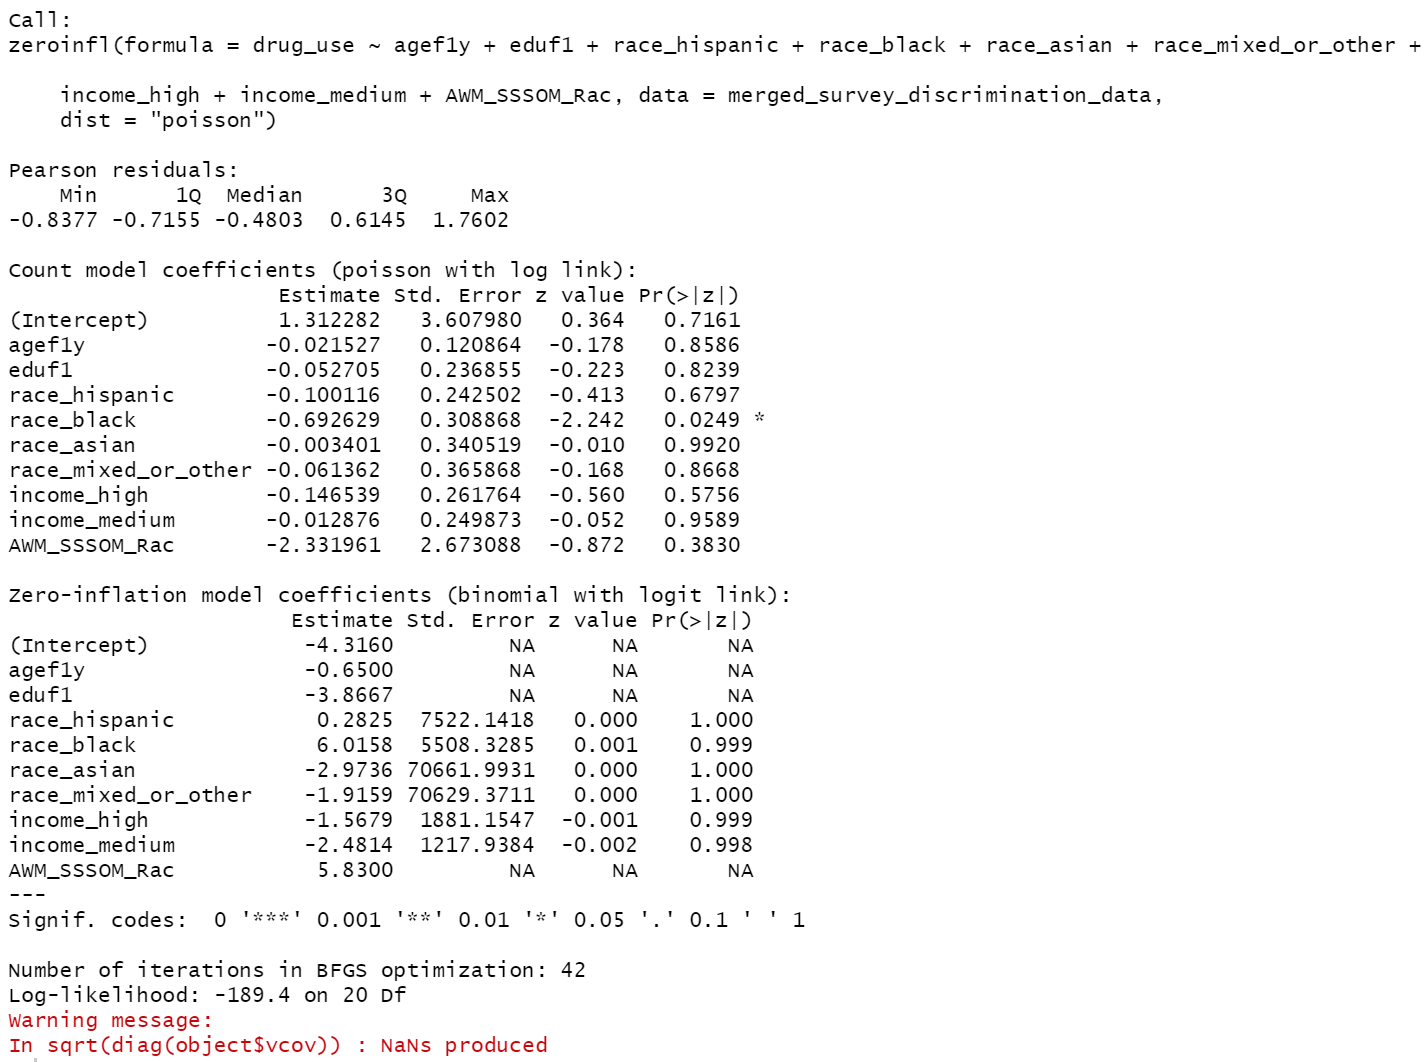 Call:
zeroinfl(formula = drug_use ~ agef1y + eduf1 + race_hispanic + race_black + race_asian + race_mixed_or_other +
    income_high + income_medium + AWM_SSSOM_Rac, data = merged_survey_discrimination_data,
    dist = "poisson")
Pearson residuals:
    Min      1Q  Median      3Q     Max
-0.8377 -0.7155 -0.4803  0.6145  1.7602
Count model coefficients (poisson with log link):
                     Estimate Std. Error z value Pr(>|z|)
(Intercept)          1.312282   3.607980   0.364   0.7161
agef1y              -0.021527   0.120864  -0.178   0.8586
eduf1               -0.052705   0.236855  -0.223   0.8239
race_hispanic       -0.100116   0.242502  -0.413   0.6797
race_black          -0.692629   0.308868  -2.242   0.0249 *
race_asian          -0.003401   0.340519  -0.010   0.9920
race_mixed_or_other -0.061362   0.365868  -0.168   0.8668
income_high         -0.146539   0.261764  -0.560   0.5756
income_medium       -0.012876   0.249873  -0.052   0.9589
AWM_SSSOM_Rac       -2.331961   2.673088  -0.872   0.3830
Zero-inflation model coefficients (binomial with logit link):
                      Estimate Std. Error z value Pr(>|z|)
(Intercept)            -4.3160         NA      NA       NA
agef1y                 -0.6500         NA      NA       NA
eduf1                  -3.8667         NA      NA       NA
race_hispanic           0.2825  7522.1418   0.000    1.000
race_black              6.0158  5508.3285   0.001    0.999
race_asian             -2.9736 70661.9931   0.000    1.000
race_mixed_or_other    -1.9159 70629.3711   0.000    1.000
income_high            -1.5679  1881.1547  -0.001    0.999
income_medium          -2.4814  1217.9384  -0.002    0.998
AWM_SSSOM_Rac           5.8300         NA      NA       NA
---
Signif. codes:  0 '***' 0.001 '**' 0.01 '*' 0.05 '.' 0.1 ' ' 1
Number of iterations in BFGS optimization: 42
Log-likelihood: -189.4 on 20 Df
Warning message:
In sqrt(diag(object$vcov)) : NaNs produced